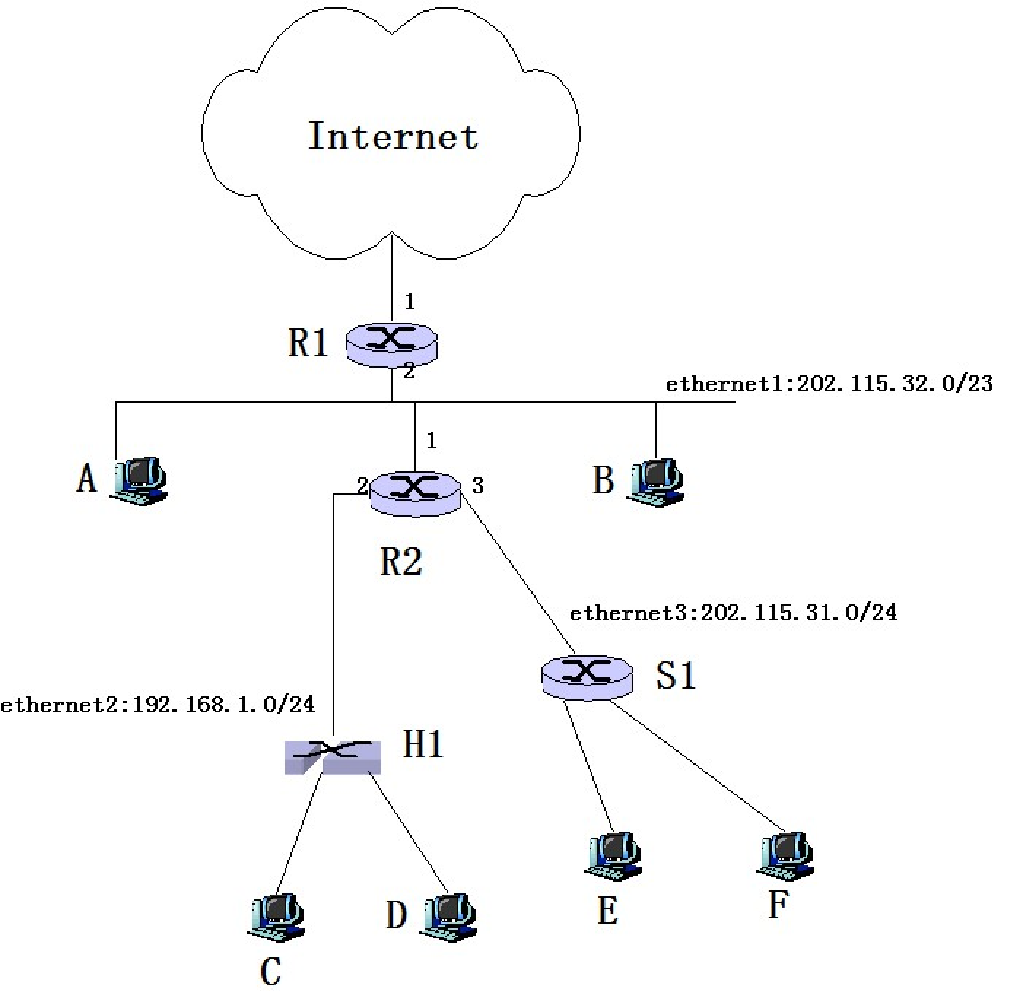 Internet
1
R1
2
ethernet1:202.115.32.0/23
1
A
B
2
3
R2
ethernet3:202.115.31.0/24
S1
ethernet2:192.168.1.0/24
H1
E
F
D
C